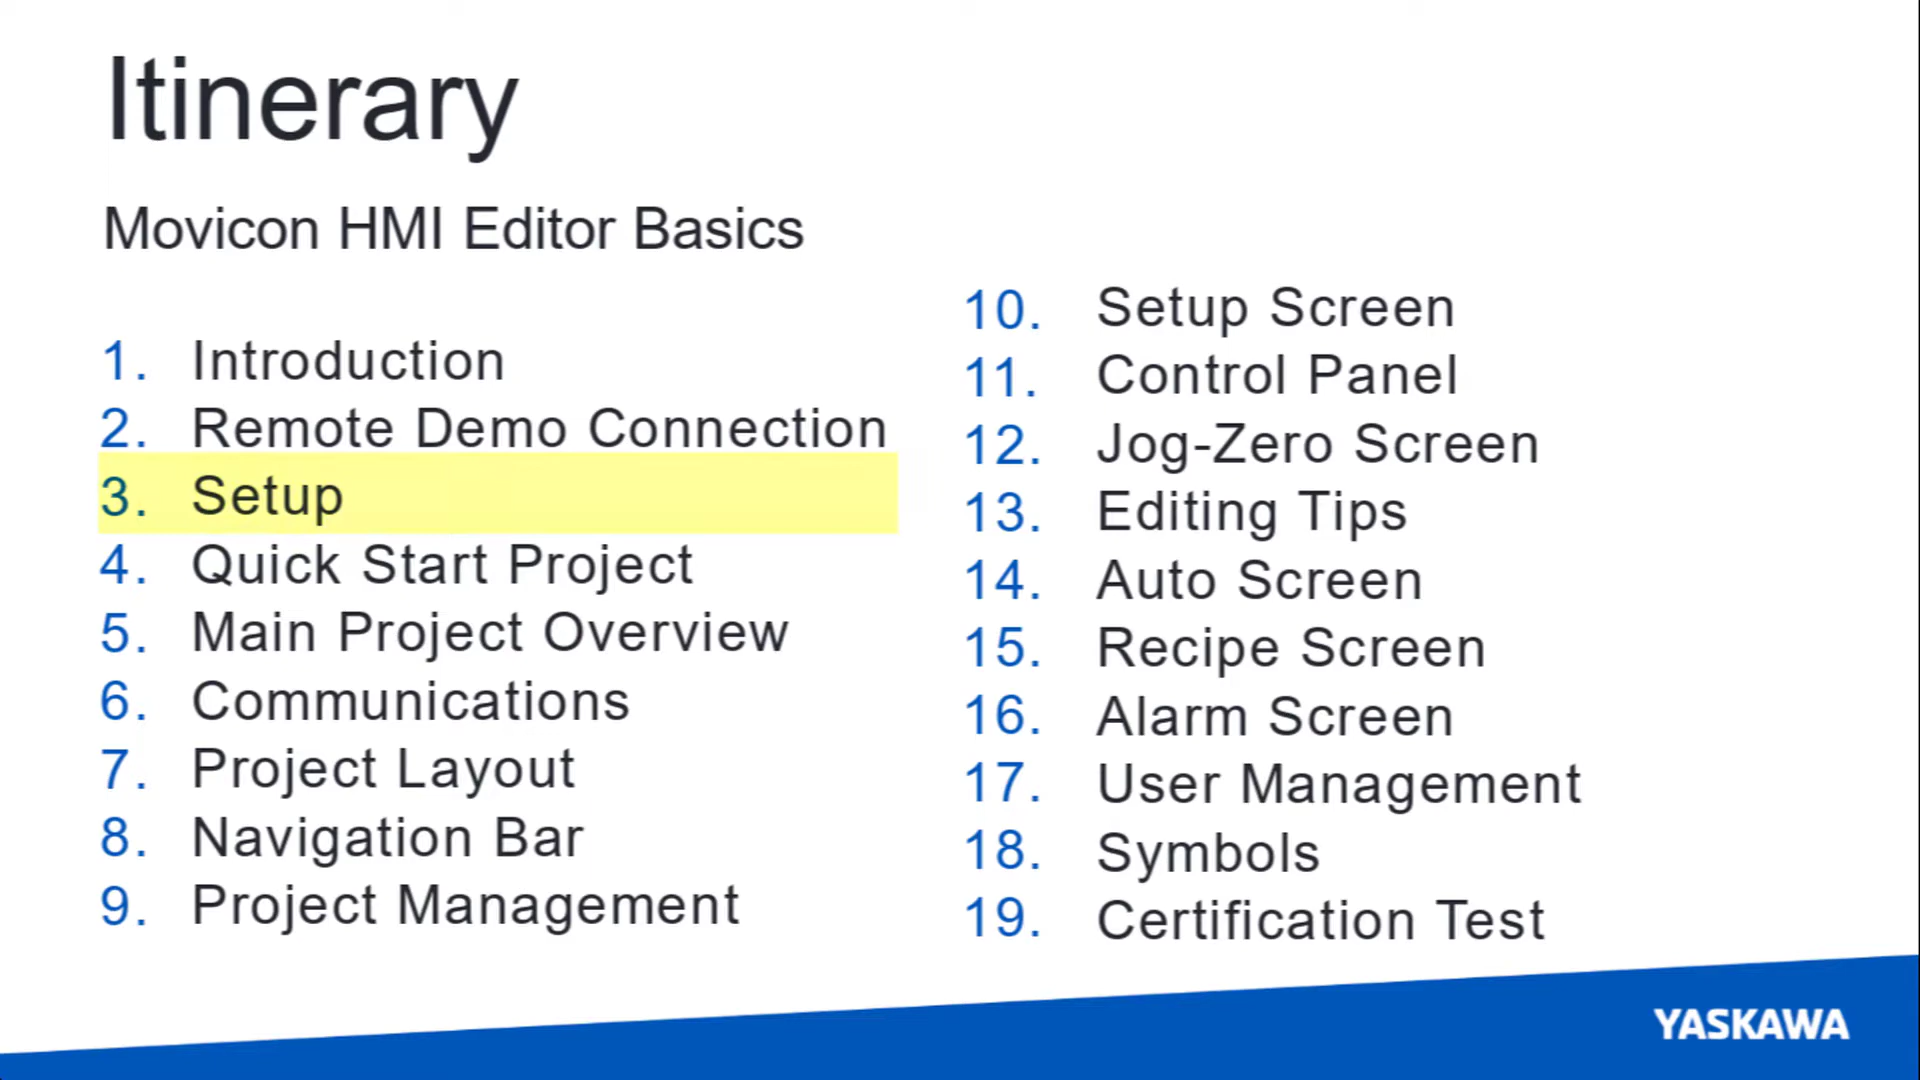 Itinerary
Movicon HMI Editor Basics
1. Introduction
2. Remote Demo Connection
3. Setup
4. Quick Start Project
5. Main Project Overview
6. Communications
7. Project Layout
8. Navigation Bar
9. Project Management
10. Setup Screen
11. Control Panel
12. Jog-Zero Screen
13. Editing Tips
14. Auto Screen
15. Recipe Screen
16. Alarm Screen
17. User Management
18. Symbols
19. Certification Test
YASKAWA